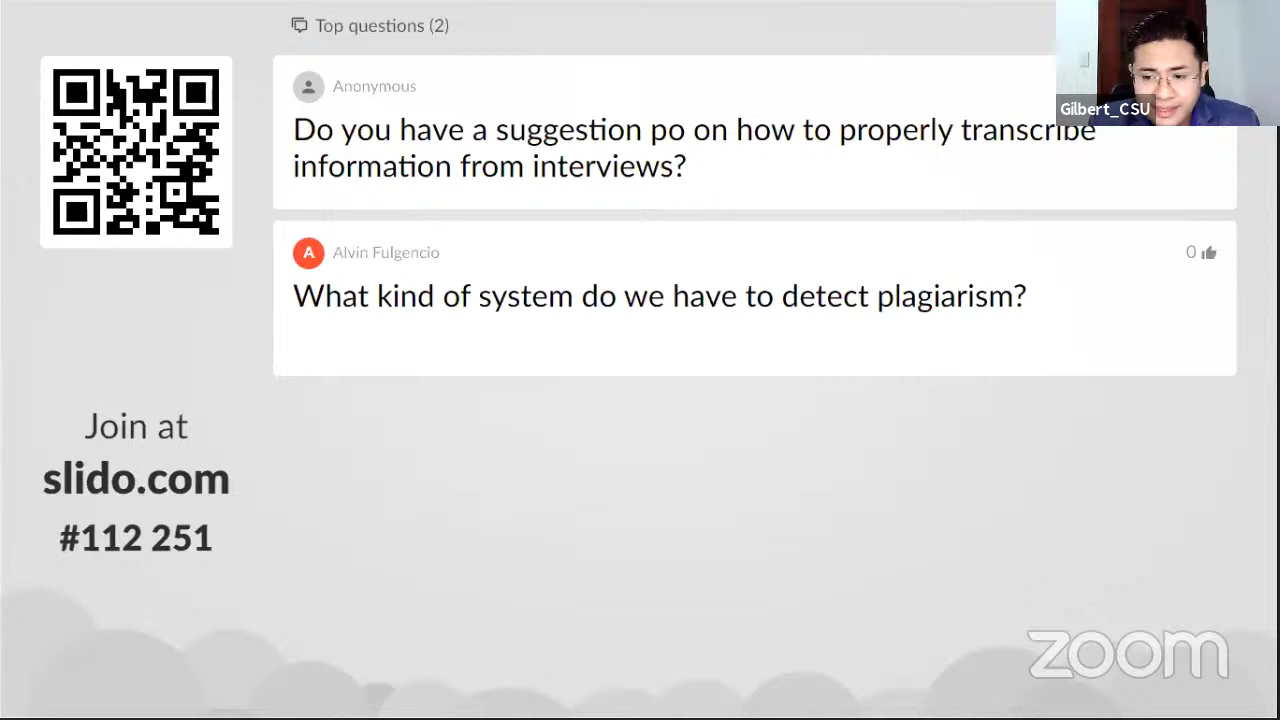 Top questions (2)
Anonymous
Do you have a suggestion po on how to properly transcribe
information from interviews?
Gilbert_CSU
A
Alvin Fulgencio
0
What kind of system do we have to detect plagiarism?
Join at
slido.com
#112 251
zoom